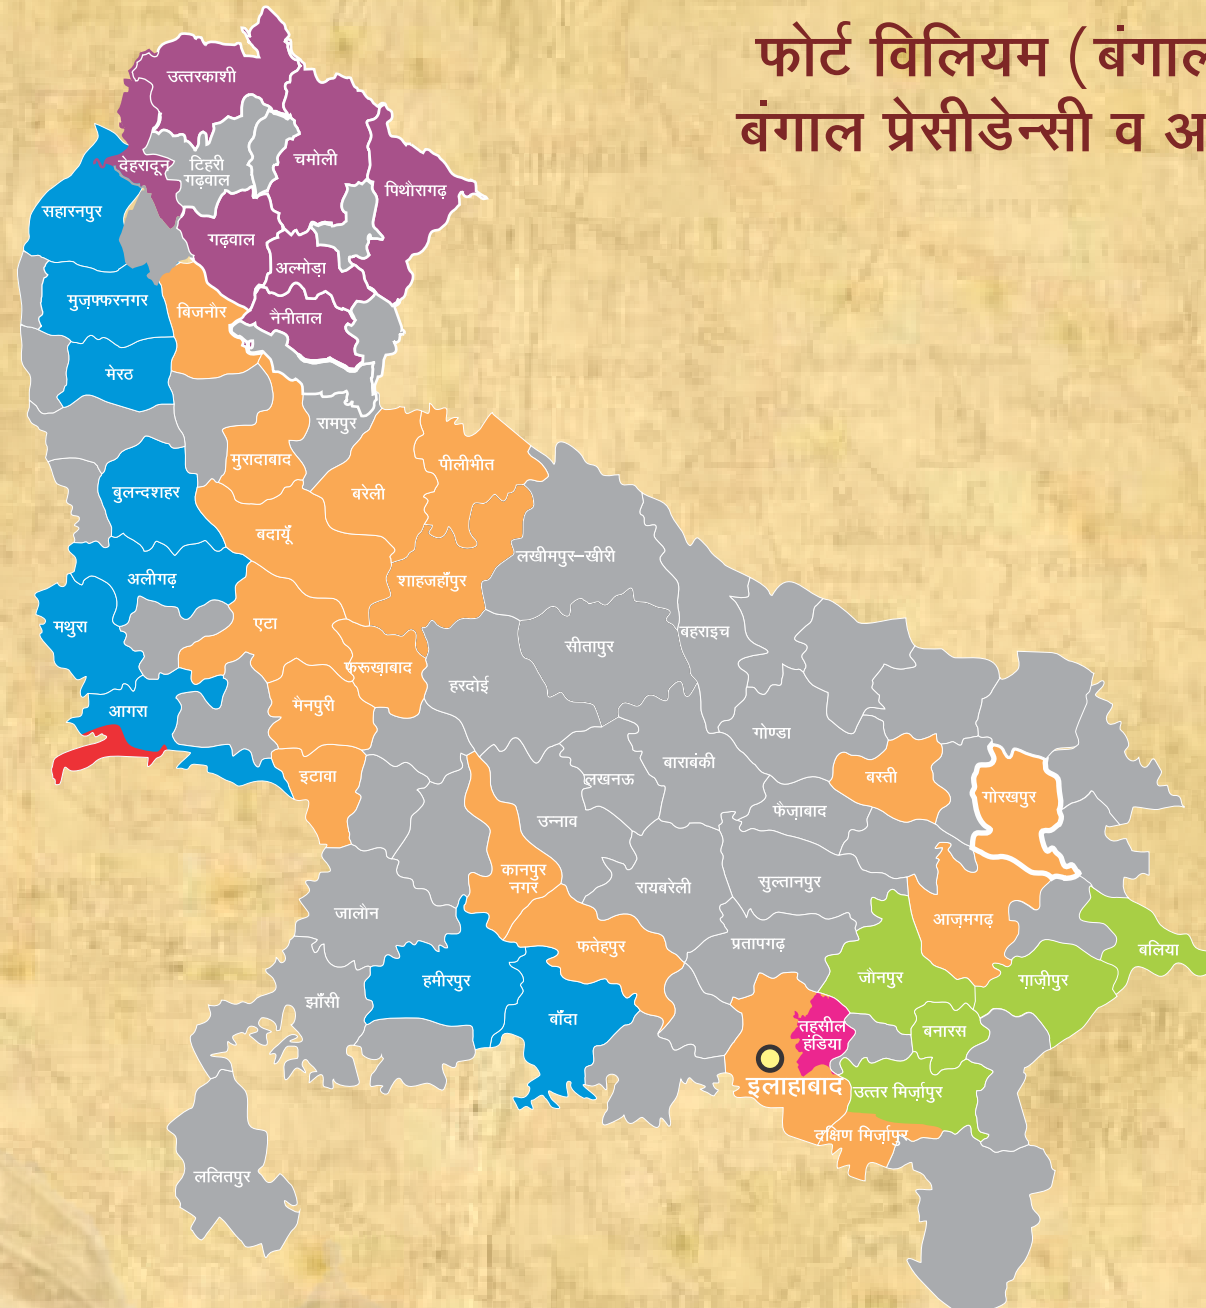 फोर्ट विलियम (बंगाल
बंगाल प्रेसीडेन्सी व अ
उत्तरकाशी
देहरादून
टिहरी
गढ़वाल
चमोली
पिथौरागढ़
सहारनपुर
गढ़वाल
अल्मोड़ा
मुज़फ्फरनगर
बिजनौर
नैनीताल
मेरठ
रामपुर
मुरादाबाद
पीलीभीत
बुलन्दशहर
बरेली
बदायूँ
लखीमपुर–खीरी
अलीगढ़
शाहजहाँपुर
मथुरा
एटा
सीतापुर
बहराइच
फरूखाबाद
हरदोई
आगरा
मैनपुरी
गोण्डा
बाराबंकी
इटावा
लखनऊ
बस्ती
गोरखपुर
उन्नाव
फैज़ाबाद
कानपुर
नगर
रायबरेली
सुल्तानपुर
जालौन
आज़मगढ़
फतेहपुर
प्रतापगढ़
बलिया
हमीरपुर
जौनपुर
ग़ाज़ीपुर
झाँसी
बाँदा
तहसील
हंडिया
बनारस
इलाहाबाद
उत्तर मिर्ज़ापुर
दक्षिण मिर्ज़ापुर
ललितपुर